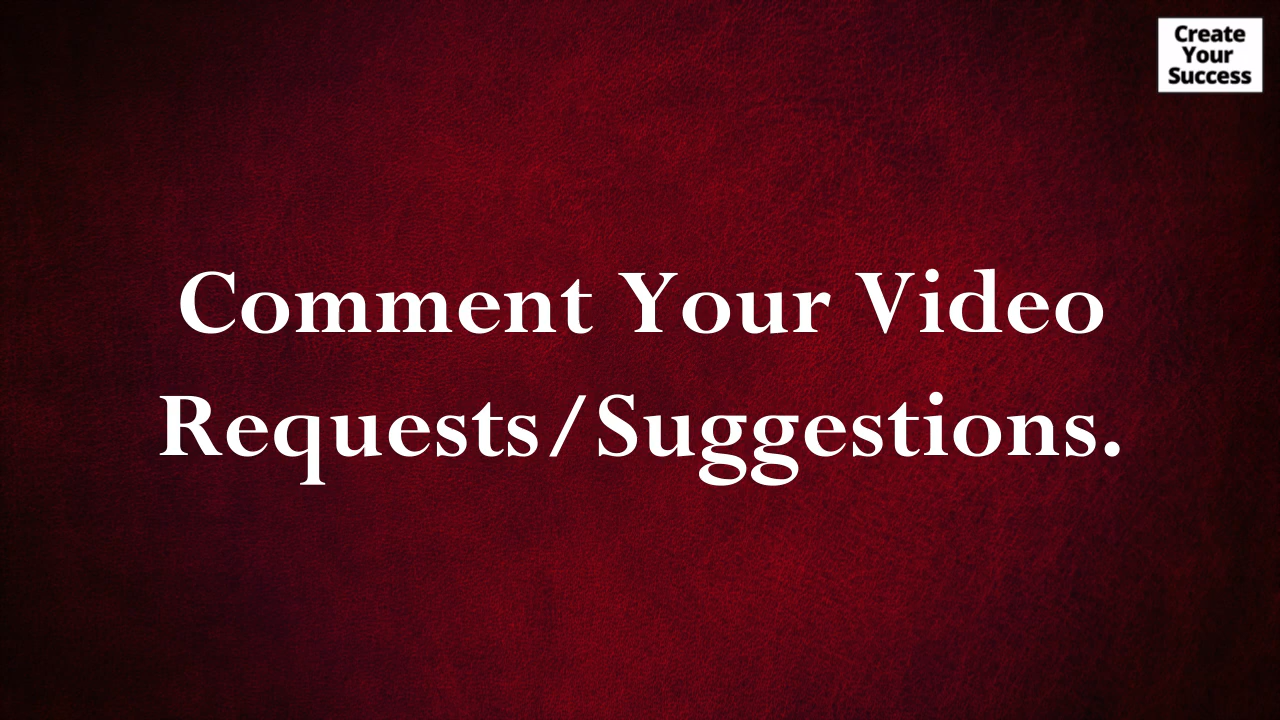 Create
Your
Success
Comment Your Video
Requests/Suggestions.